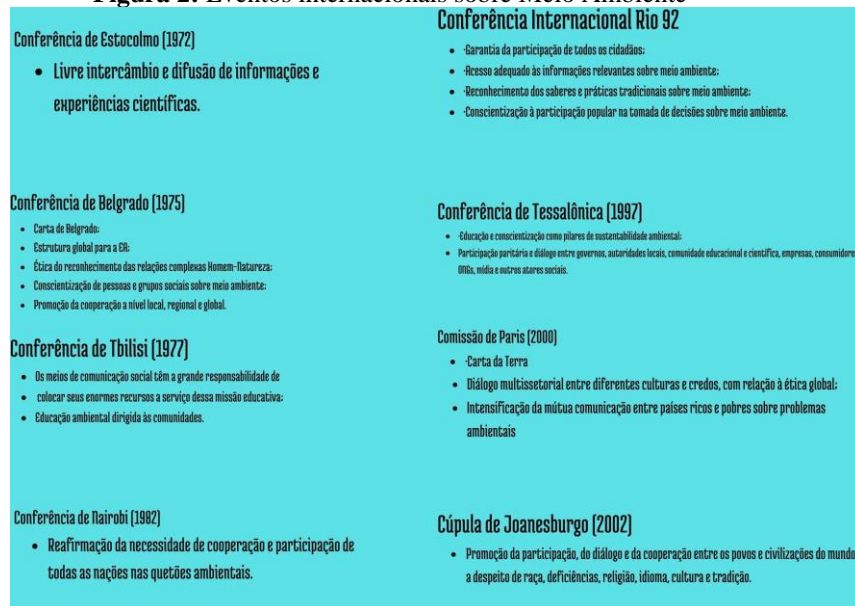 Figura 2: Eventos internacionais sobre Meio Ambiente
Conferência de Estocolmo (1972)
• Livre intercâmbio e difusão de informações e
experiências científicas.
Conferência de Belgrado (1975)
• Carta de Belgrado;
• Estrutura global para a EA;
• Ética do reconhecimento das relações complexas Homem-Natureza;
• Conscientização de pessoas e grupos sociais sobre meio ambiente;
• Promoção da cooperação a nível local, regional e global.
Conferência de Tbilisi (1977)
• Os meios de comunicação social têm a grande responsabilidade de
• colocar seus enormes recursos a serviço dessa missão educativa;
• Educação ambiental dirigida às comunidades.
Conferência de Nairobi (1982)
• Reafirmação da necessidade de cooperação e participação de
todas as nações nas quetões ambientais.
Conferência Internacional Rio 92
• ·Garantia da participação de todos os cidadãos;
• ·Acesso adequado às informações relevantes sobre meio ambiente;
• ·Reconhecimento dos saberes e práticas tradicionais sobre meio ambiente;
• ·Conscientização à participação popular na tomada de decisões sobre meio ambiente.
Conferência de Tessalônica (1997)
• ·Educação e conscientização como pilares de sustentabilidade ambiental;
• Participação paritária e diálogo entre governos, autoridades locais, comunidade educacional e científica, empresas, consumidore
ONGs, mídia e outros atores sociais.
Comissão de Paris (2000)
• ·Carta da Terra
• Diálogo multissetorial entre diferentes culturas e credos, com relação à ética global;
• Intensificação da mútua comunicação entre países ricos e pobres sobre problemas
ambientais
Cúpula de Joanesburgo (2002)
• Promoção da participação, do diálogo e da cooperação entre os povos e civilizações do mundo
a despeito de raça, deficiências, religião, idioma, cultura e tradição.